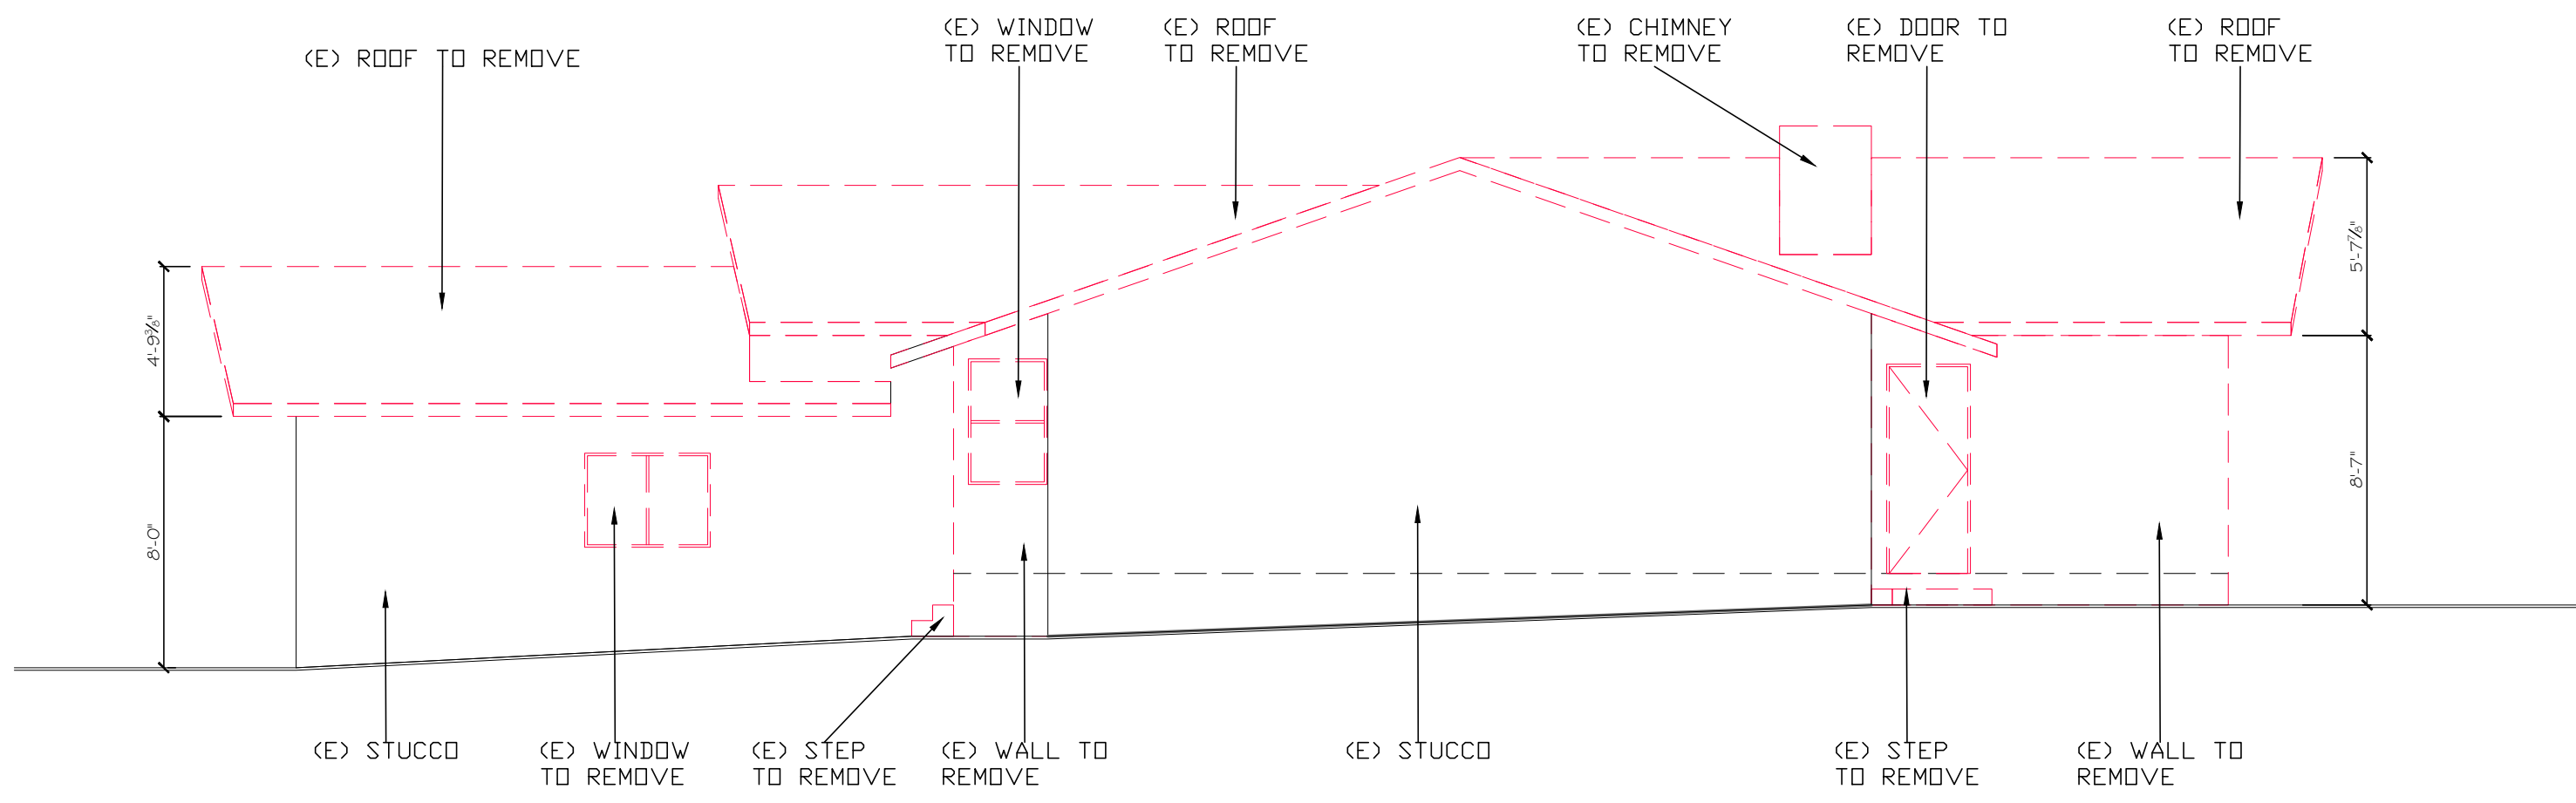 (E) ROOF TO REMOVE
(E) WINDOW
TO REMOVE
(E) ROOF
TO REMOVE
(E) CHIMNEY
TO REMOVE
(E) DOOR TO
REMOVE
(E) ROOF
TO REMOVE
4'-9⅜"
8'-0"
5'-7⅞"
8'-7"
(E) STUCCO
(E) WINDOW
TO REMOVE
(E) STEP
TO REMOVE
(E) WALL TO
REMOVE
(E) STUCCO
(E) STEP
TO REMOVE
(E) WALL TO
REMOVE